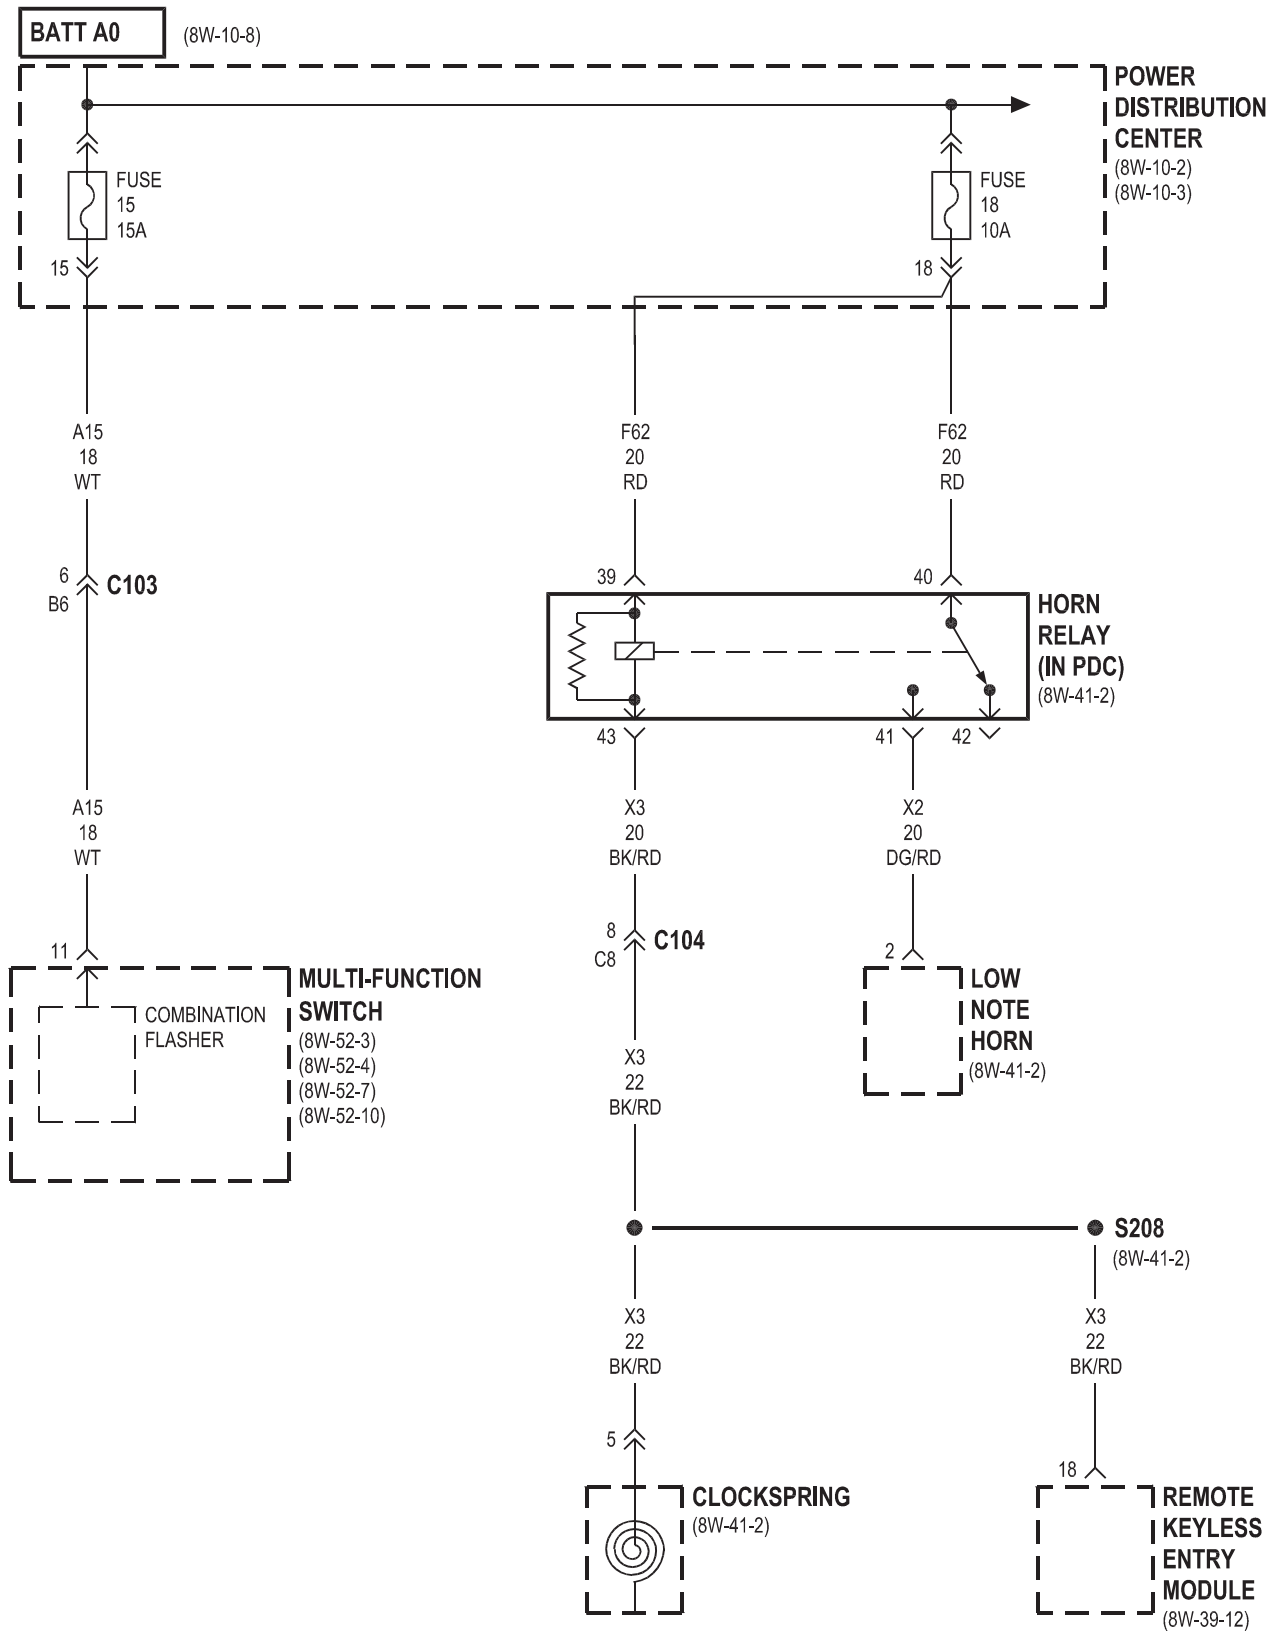 BATT A0
(8W-10-8)
POWER
DISTRIBUTION
CENTER
(8W-10-2)
(8W-10-3)
FUSE
15
15A
FUSE
18
10A
15
18
A15
18
WT
F62
20
RD
F62
20
RD
6
B6
C103
39
40
HORN
RELAY
(IN PDC)
(8W-41-2)
43
41
42
A15
18
WT
X3
20
BK/RD
X2
20
DG/RD
8
C8
C104
11
2
MULTI-FUNCTION
SWITCH
(8W-52-3)
(8W-52-4)
(8W-52-7)
(8W-52-10)
COMBINATION
FLASHER
LOW
NOTE
HORN
(8W-41-2)
X3
22
BK/RD
S208
(8W-41-2)
X3
22
BK/RD
X3
22
BK/RD
5
18
CLOCKSPRING
(8W-41-2)
REMOTE
KEYLESS
ENTRY
MODULE
(8W-39-12)